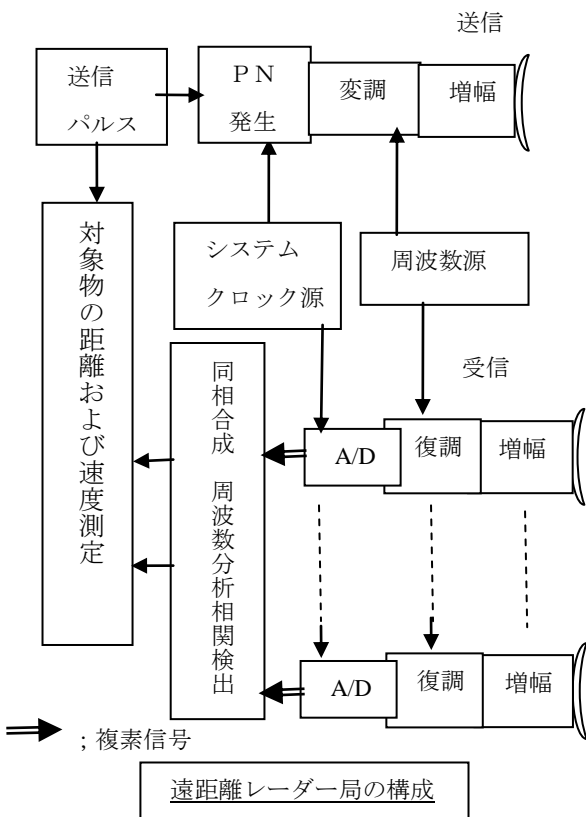 送信
送信
パルス
ＰＮ
発生
変調
増幅
システム
クロック源
周波数源
対象物の距離および速度測定
同相合成　周波数分析相関検出
受信
A/D
復調
増幅
A/D
復調
増幅
；複素信号
遠距離レーダー局の構成